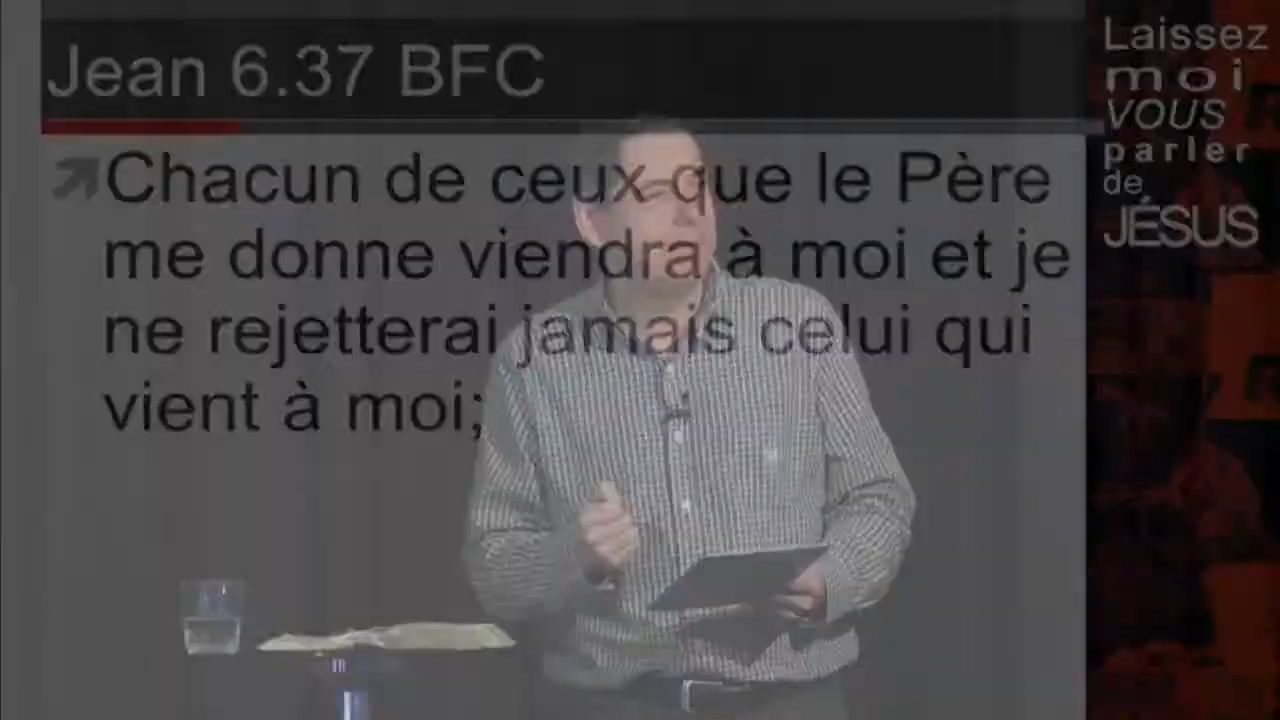 Jean 6.37 BFC
Chacun de ceux que le Père
me donne viendra à moi et je
ne rejetterai jamais celui qui
vient à moi;
Laissez
moi
VOUS
parler
de
JÉSUS